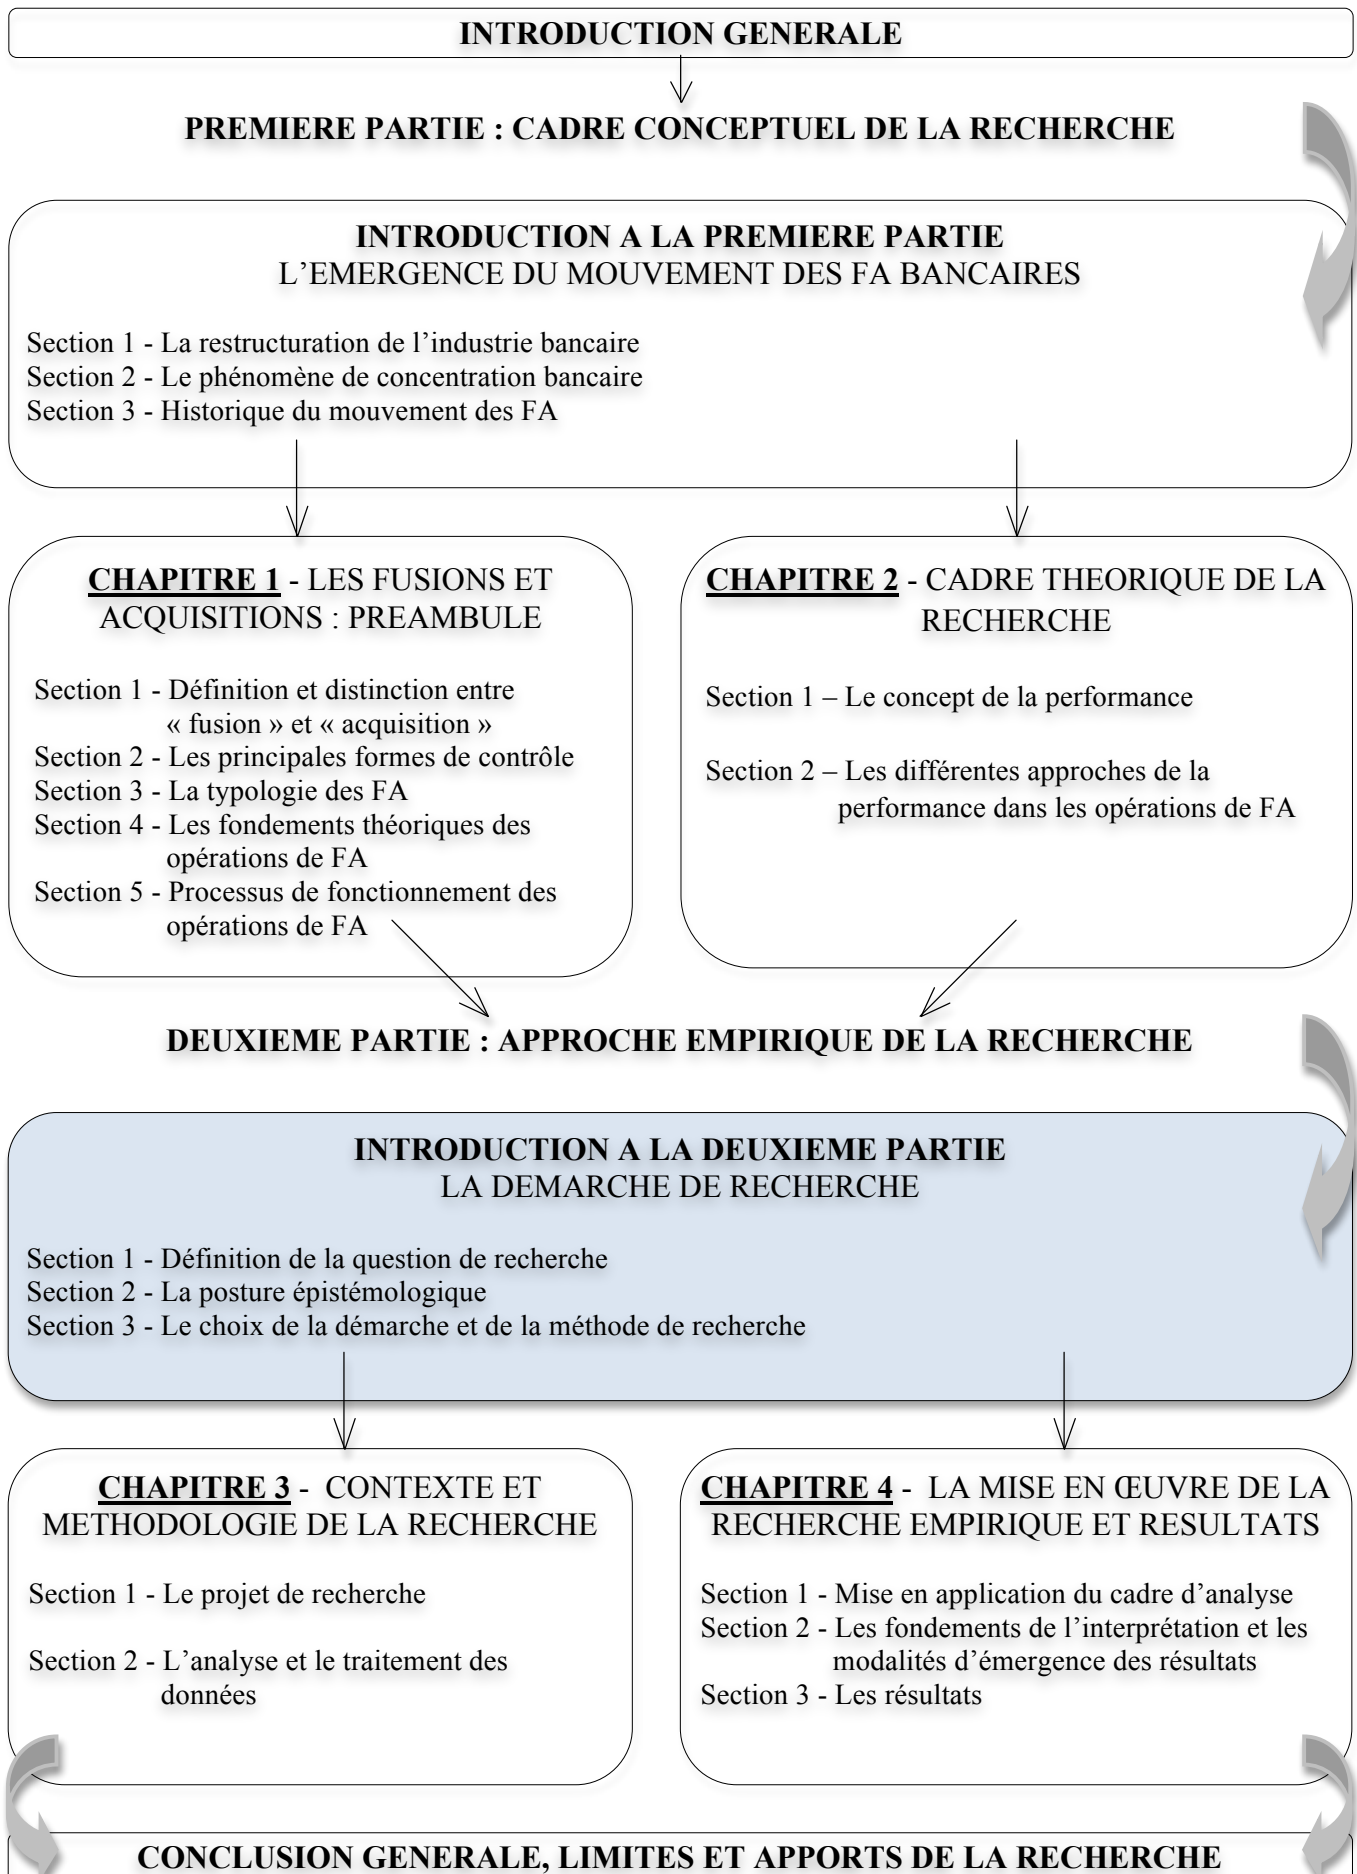 INTRODUCTION GENERALE
PREMIERE PARTIE : CADRE CONCEPTUEL DE LA RECHERCHE
INTRODUCTION A LA PREMIERE PARTIE
L’EMERGENCE DU MOUVEMENT DES FA BANCAIRES
Section 1 - La restructuration de l’industrie bancaire
Section 2 - Le phénomène de concentration bancaire
Section 3 - Historique du mouvement des FA
CHAPITRE 1 - LES FUSIONS ET
ACQUISITIONS : PREAMBULE
Section 1 - Définition et distinction entre
« fusion » et « acquisition »
Section 2 - Les principales formes de contrôle
Section 3 - La typologie des FA
Section 4 - Les fondements théoriques des
opérations de FA
Section 5 - Processus de fonctionnement des
opérations de FA
CHAPITRE 2 - CADRE THEORIQUE DE LA
RECHERCHE
Section 1 – Le concept de la performance
Section 2 – Les différentes approches de la
performance dans les opérations de FA
DEUXIEME PARTIE : APPROCHE EMPIRIQUE DE LA RECHERCHE
INTRODUCTION A LA DEUXIEME PARTIE
LA DEMARCHE DE RECHERCHE
Section 1 - Définition de la question de recherche
Section 2 - La posture épistémologique
Section 3 - Le choix de la démarche et de la méthode de recherche
CHAPITRE 3 - CONTEXTE ET
METHODOLOGIE DE LA RECHERCHE
Section 1 - Le projet de recherche
Section 2 - L’analyse et le traitement des
données
CHAPITRE 4 - LA MISE EN ŒUVRE DE LA
RECHERCHE EMPIRIQUE ET RESULTATS
Section 1 - Mise en application du cadre d’analyse
Section 2 - Les fondements de l’interprétation et les
modalités d’émergence des résultats
Section 3 - Les résultats
CONCLUSION GENERALE, LIMITES ET APPORTS DE LA RECHERCHE